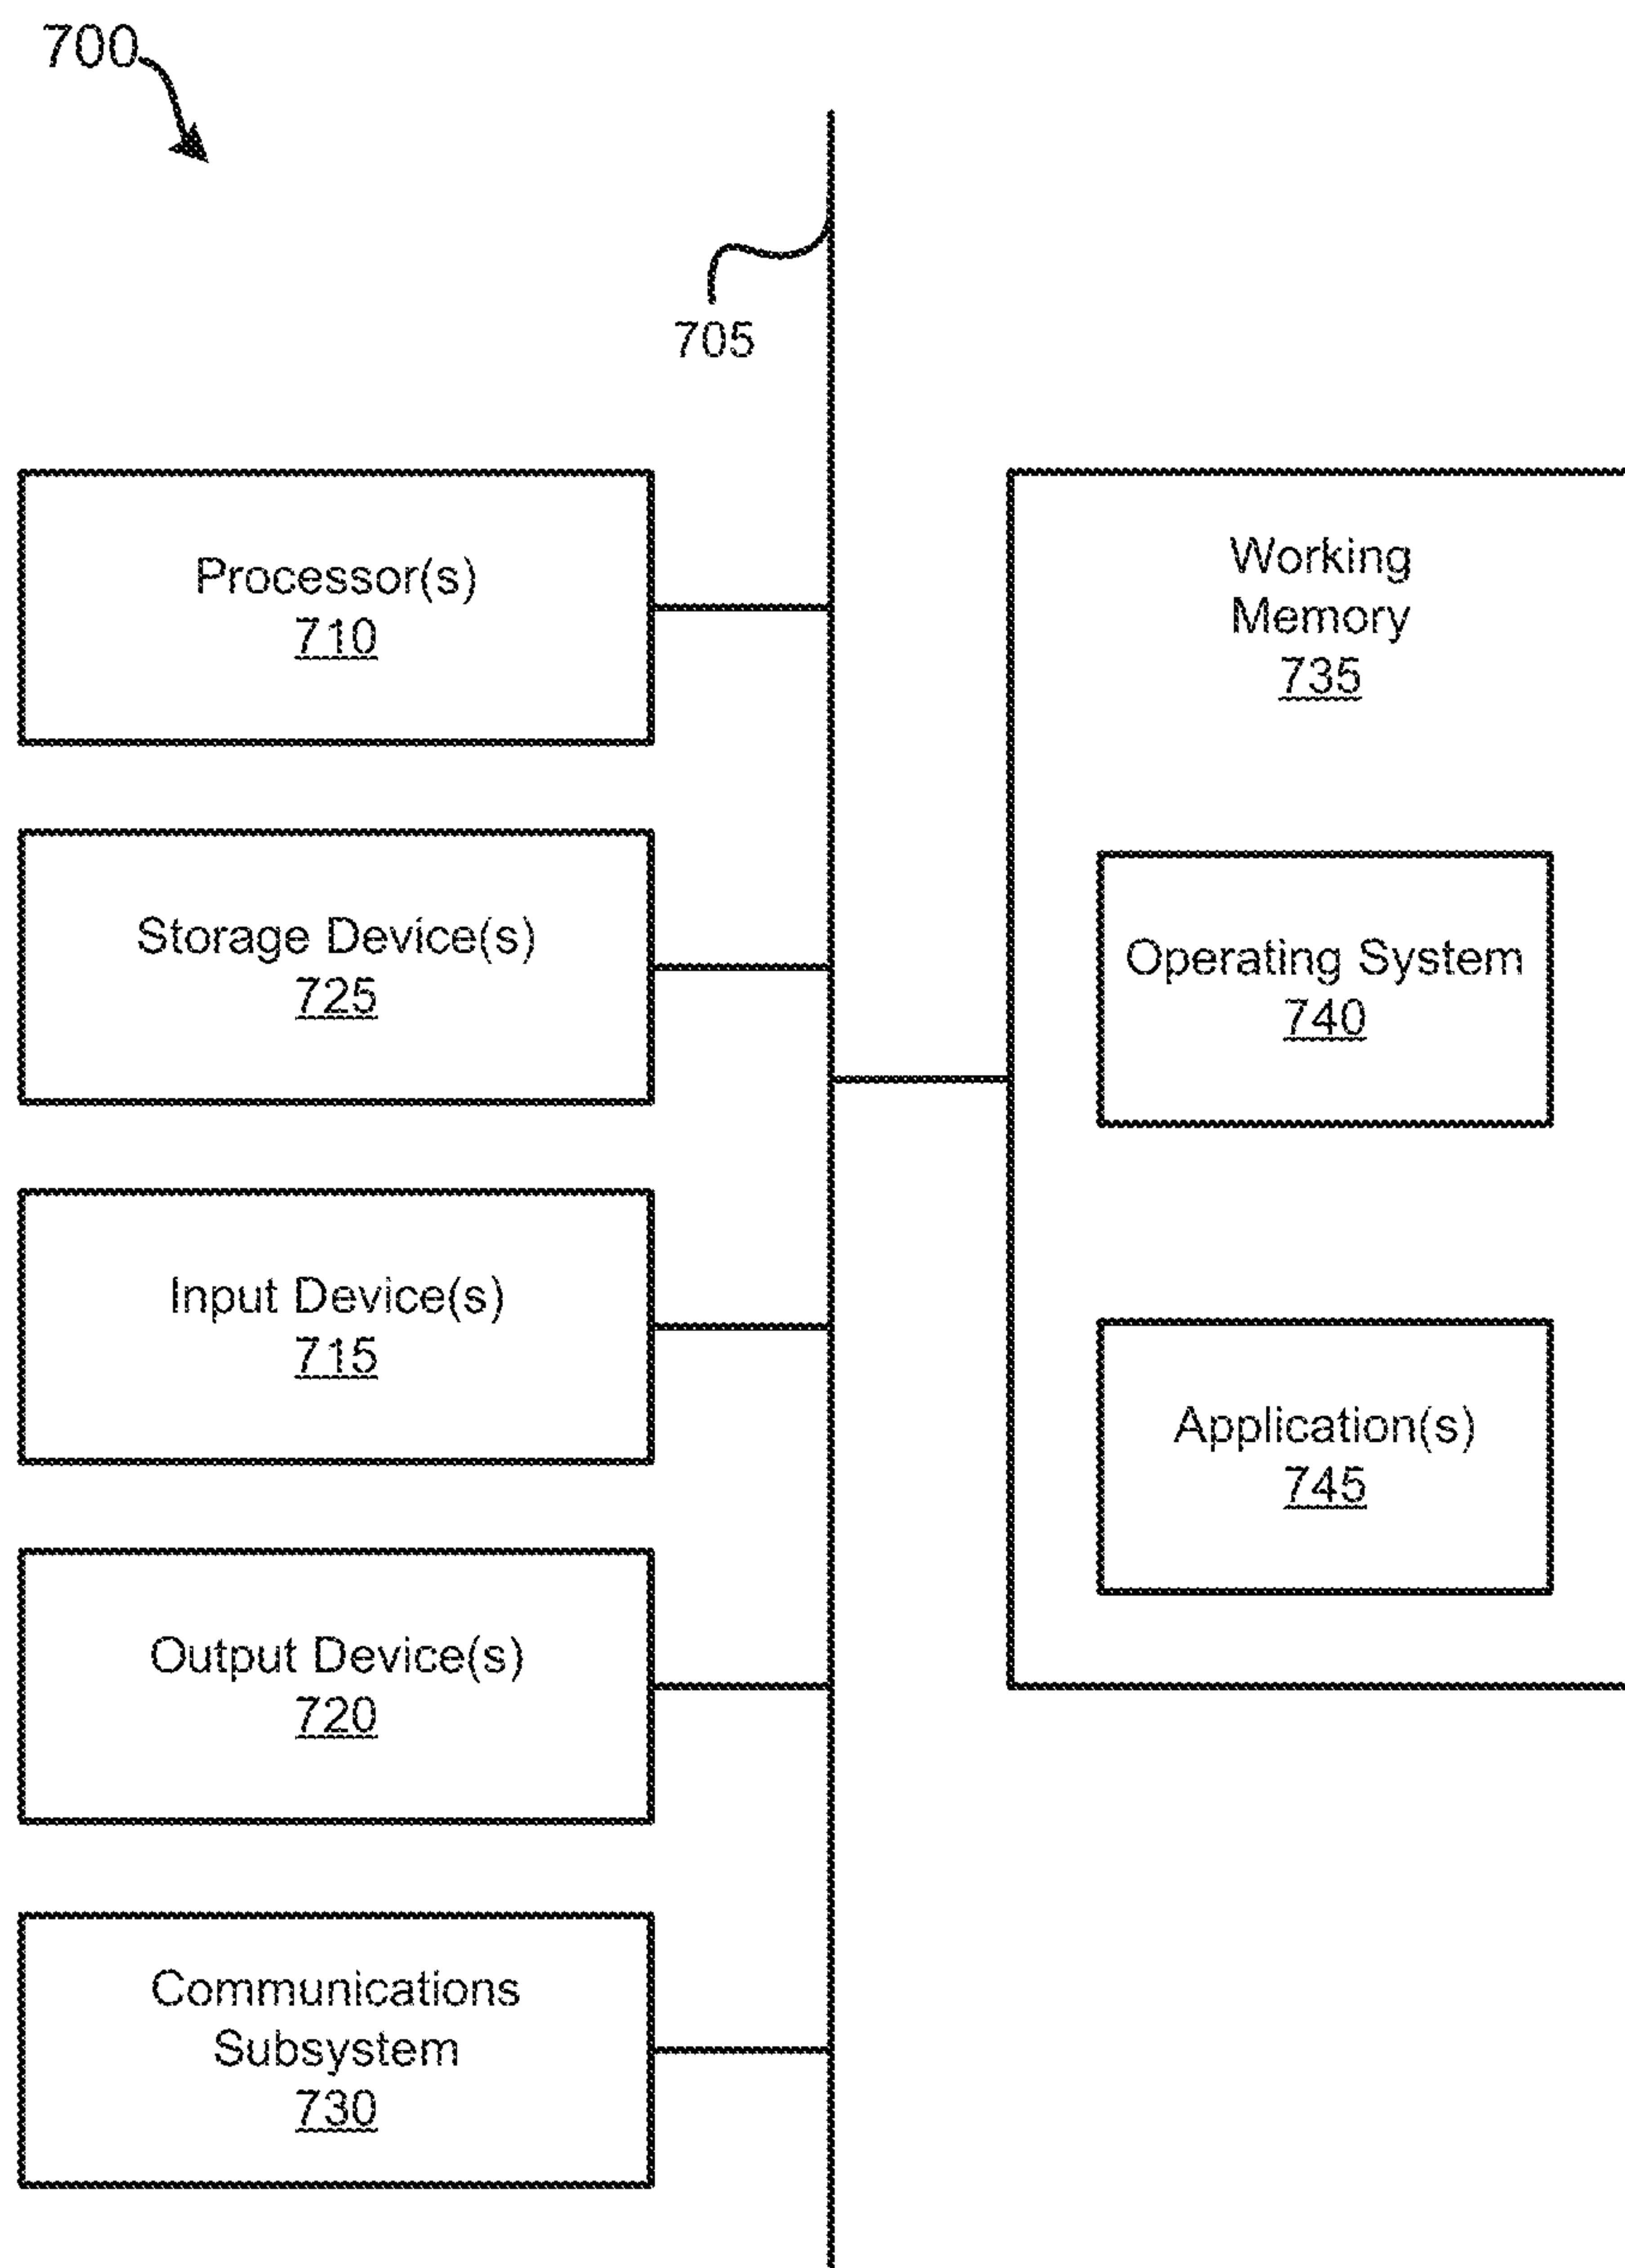 700
705
Processor(s)
710
Storage Device(s)
725
Input Device(s)
715
Output Device(s)
720
Communications
Subsystem
730
Working
Memory
735
Operating System
740
Application(s)
745